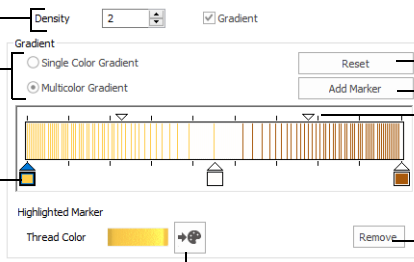 Density 2 Gradient
Gradient
Single Color Gradient Reset
Multicolor Gradient Add Marker
Highlighted Marker
Thread Color Remove